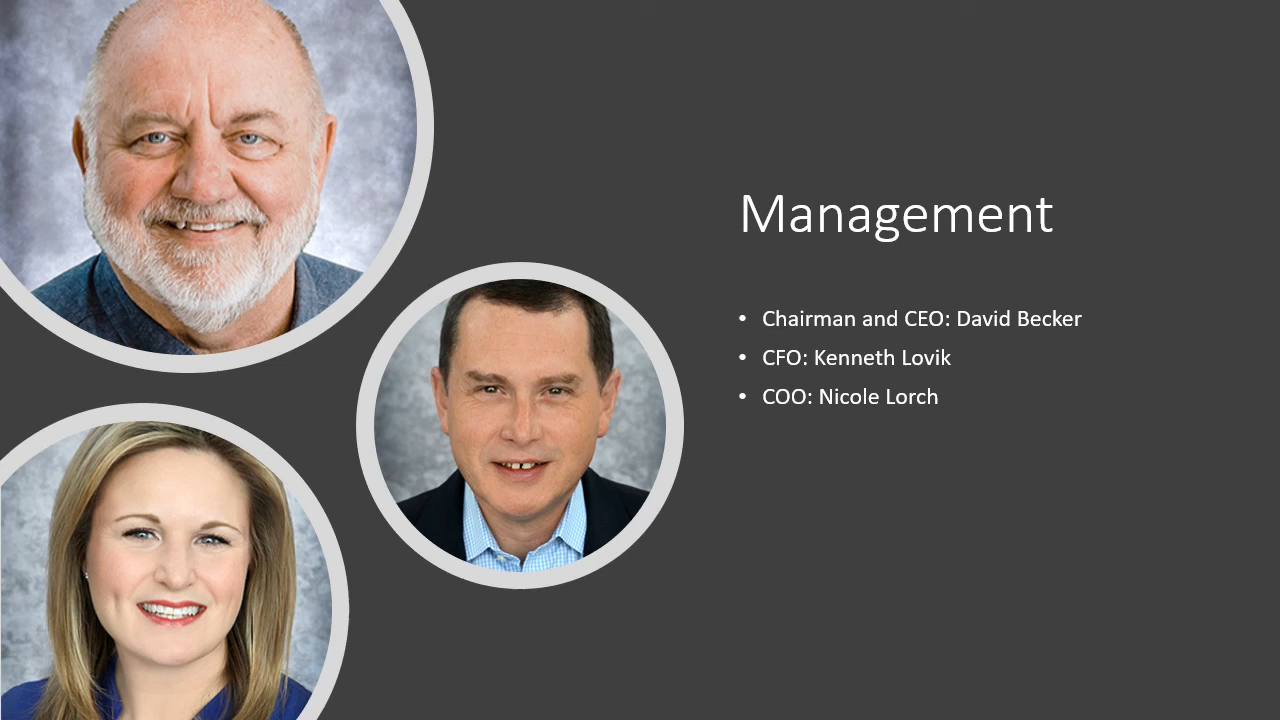 Management
• Chairman and CEO: David Becker
• CFO: Kenneth Lovik
• COO: Nicole Lorch